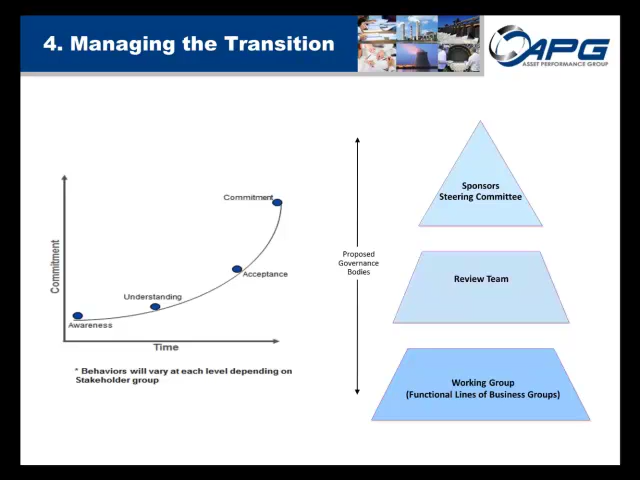 4. Managing the Transition
APG
ASSET PERFORMANCE GROUP
Commitment
Commitment
Acceptance
Understanding
Awareness
Time
* Behaviors will vary at each level depending on
Stakeholder group
Proposed
Governance
Bodies
Sponsors
Steering Committee
Review Team
Working Group
(Functional Lines of Business Groups)